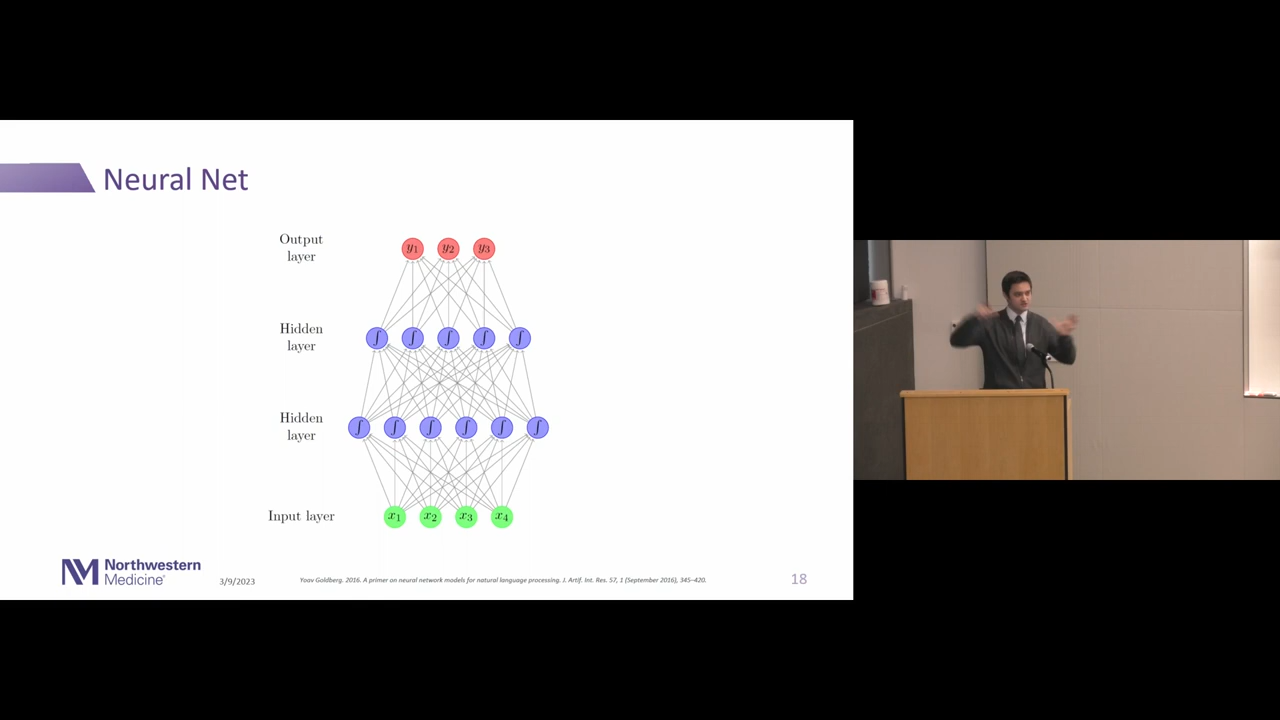 Neural Net
Output
layer
y1 y2 y3
Hidden
layer
∫ ∫ ∫ ∫ ∫
Hidden
layer
∫ ∫ ∫ ∫ ∫ ∫
Input layer
x1 x2 x3 x4
NM Northwestern
Medicine®
3/9/2023
Yoav Goldberg. 2016. A primer on neural network models for natural language processing. J. Artif. Int. Res. 57, 1 (September 2016), 345–420.
18